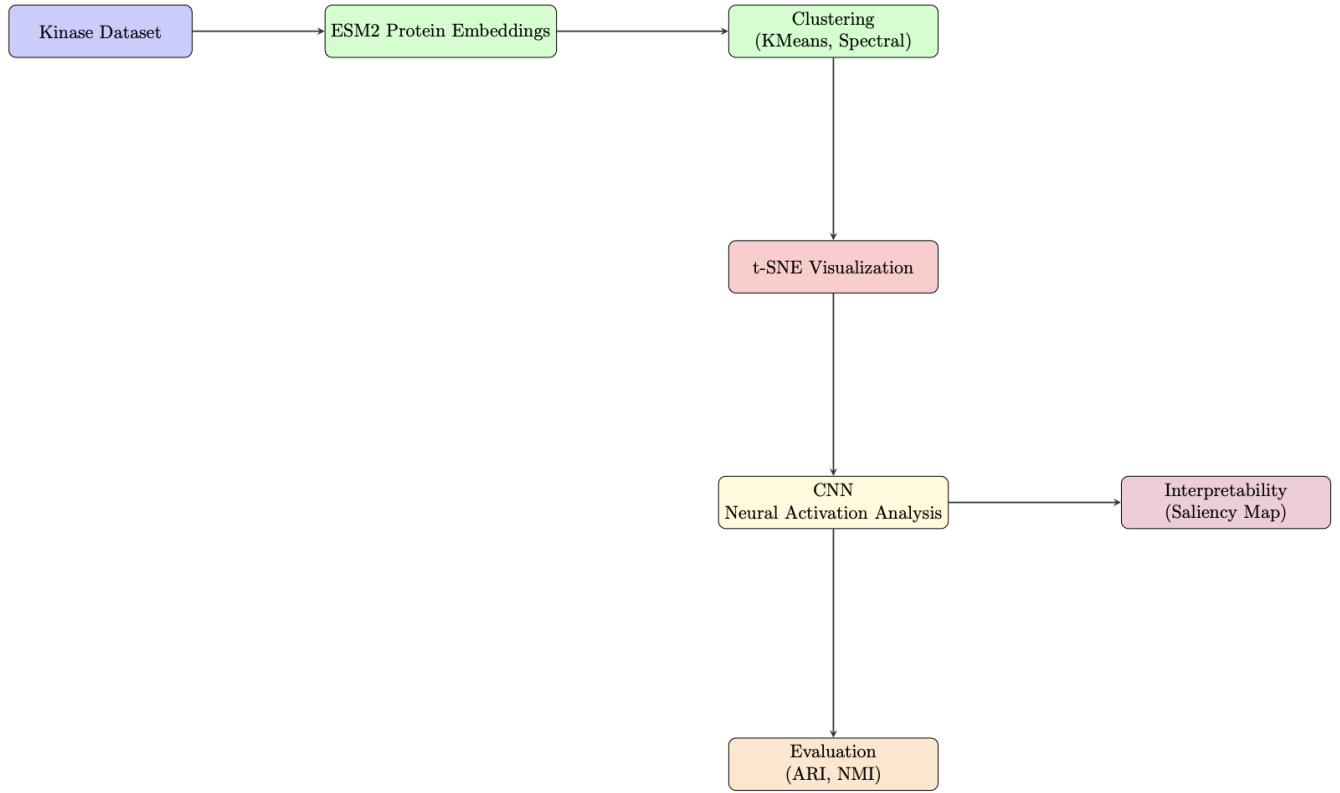 Kinase Dataset
ESM2 Protein Embeddings
Clustering
(KMeans, Spectral)
t-SNE Visualization
CNN
Neural Activation Analysis
Interpretability
(Saliency Map)
Evaluation
(ARI, NMI)